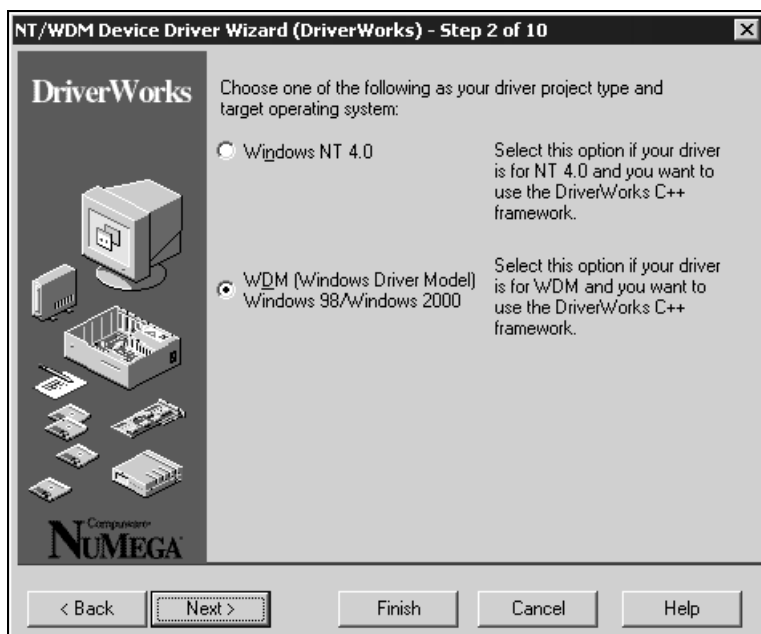 NT/WDM Device Driver Wizard (DriverWorks) - Step 2 of 10
DriverWorks
Choose one of the following as your driver project type and
target operating system:
Windows NT 4.0
Select this option if your driver
is for NT 4.0 and you want to
use the DriverWorks C++
framework.
WDM (Windows Driver Model)
Windows 98/Windows 2000
Select this option if your driver
is for WDM and you want to
use the DriverWorks C++
framework.
Compuware
NUMEGA
< Back
Next >
Finish
Cancel
Help